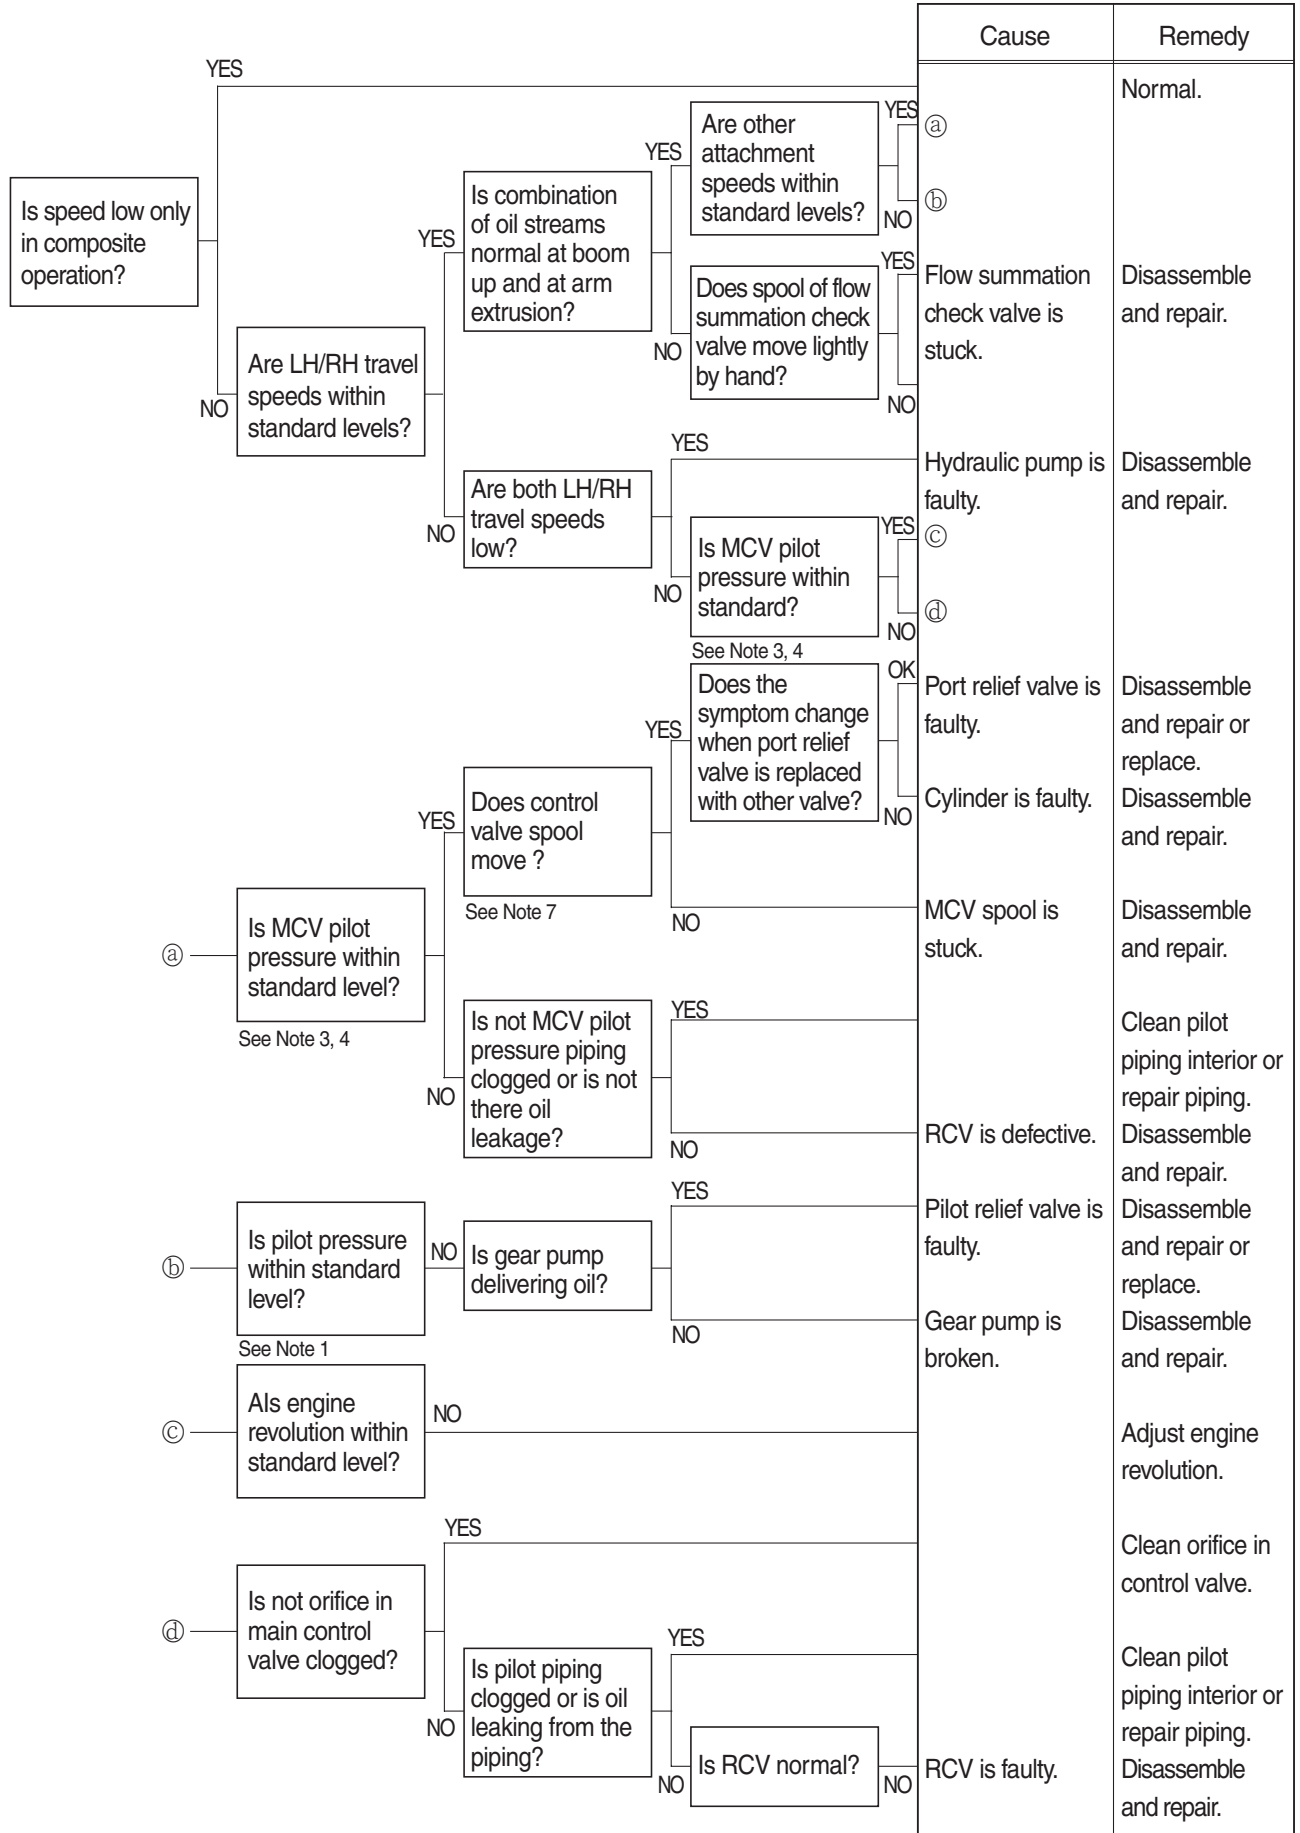 Cause
Remedy
YES
Normal.
Is speed low only
in composite
operation?
NO
Are LH/RH travel
speeds within
standard levels?
YES
Is combination
of oil streams
normal at boom
up and at arm
extrusion?
YES
Are other
attachment
speeds within
standard levels?
YES
ⓐ
NO
ⓑ
NO
Does spool of flow
summation check
valve move lightly
by hand?
YES
Flow summation
check valve is
stuck.
Disassemble
and repair.
NO
NO
Are both LH/RH
travel speeds
low?
YES
Hydraulic pump is
faulty.
Disassemble
and repair.
NO
Is MCV pilot
pressure within
standard?
See Note 3, 4
YES
ⓒ
NO
ⓓ
ⓐ
Is MCV pilot
pressure within
standard level?
See Note 3, 4
YES
Does control
valve spool
move ?
See Note 7
YES
Does the
symptom change
when port relief
valve is replaced
with other valve?
OK
Port relief valve is
faulty.
Disassemble
and repair or
replace.
NO
Cylinder is faulty.
Disassemble
and repair.
NO
MCV spool is
stuck.
Disassemble
and repair.
NO
Is not MCV pilot
pressure piping
clogged or is not
there oil
leakage?
YES
Clean pilot
piping interior or
repair piping.
NO
RCV is defective.
Disassemble
and repair.
ⓑ
Is pilot pressure
within standard
level?
See Note 1
NO
Is gear pump
delivering oil?
YES
Pilot relief valve is
faulty.
Disassemble
and repair or
replace.
NO
Gear pump is
broken.
Disassemble
and repair.
ⓒ
AIs engine
revolution within
standard level?
NO
Adjust engine
revolution.
ⓓ
Is not orifice in
main control
valve clogged?
YES
Clean orifice in
control valve.
NO
Is pilot piping
clogged or is oil
leaking from the
piping?
YES
Clean pilot
piping interior or
repair piping.
NO
Is RCV normal?
NO
RCV is faulty.
Disassemble
and repair.